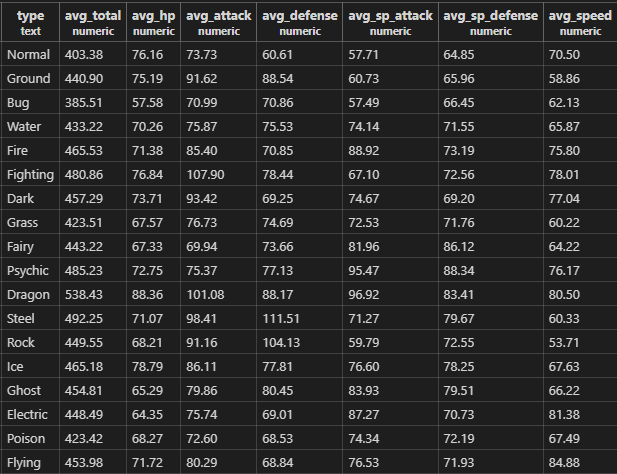 type avg_total avg_hp avg_attack avg_defense avg_sp_attack avg_sp_defense avg_speed
text numeric numeric numeric numeric numeric numeric numeric
Normal 403.38 76.16 73.73 60.61 57.71 64.85 70.50
Ground 440.90 75.19 91.62 88.54 60.73 65.96 58.86
Bug 385.51 57.58 70.99 70.86 57.49 66.45 62.13
Water 433.22 70.26 75.87 75.53 74.14 71.55 65.87
Fire 465.53 71.38 85.40 70.85 88.92 73.19 75.80
Fighting 480.86 76.84 107.90 78.44 67.10 72.56 78.01
Dark 457.29 73.71 93.42 69.25 74.67 69.20 77.04
Grass 423.51 67.57 76.73 74.69 72.53 71.76 60.22
Fairy 443.22 67.33 69.94 73.66 81.96 86.12 64.22
Psychic 485.23 72.75 75.37 77.13 95.47 88.34 76.17
Dragon 538.43 88.36 101.08 88.17 96.92 83.41 80.50
Steel 492.25 71.07 98.41 111.51 71.27 79.67 60.33
Rock 449.55 68.21 91.16 104.13 59.79 72.55 53.71
Ice 465.18 78.79 86.11 77.81 76.60 78.25 67.63
Ghost 454.81 65.29 79.86 80.45 83.93 79.51 66.22
Electric 448.49 64.35 75.74 69.01 87.27 70.73 81.38
Poison 423.42 68.27 72.60 68.53 74.34 72.19 67.49
Flying 453.98 71.72 80.29 68.84 76.53 71.93 84.88